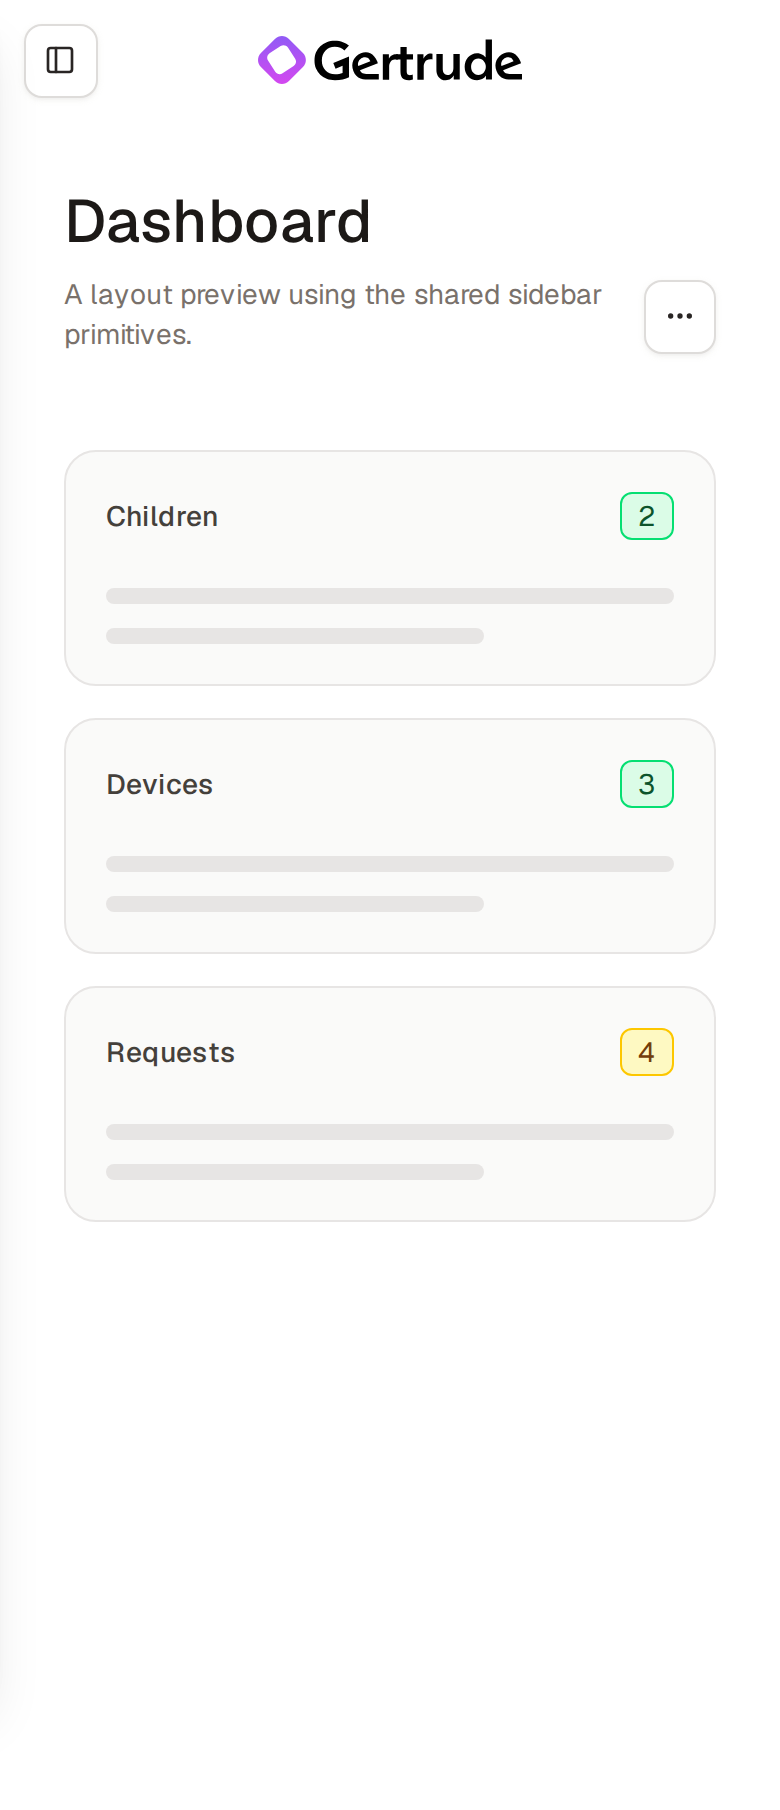 Gertrude
Dashboard
A layout preview using the shared sidebar
primitives.
Children
2
Devices
3
Requests
4